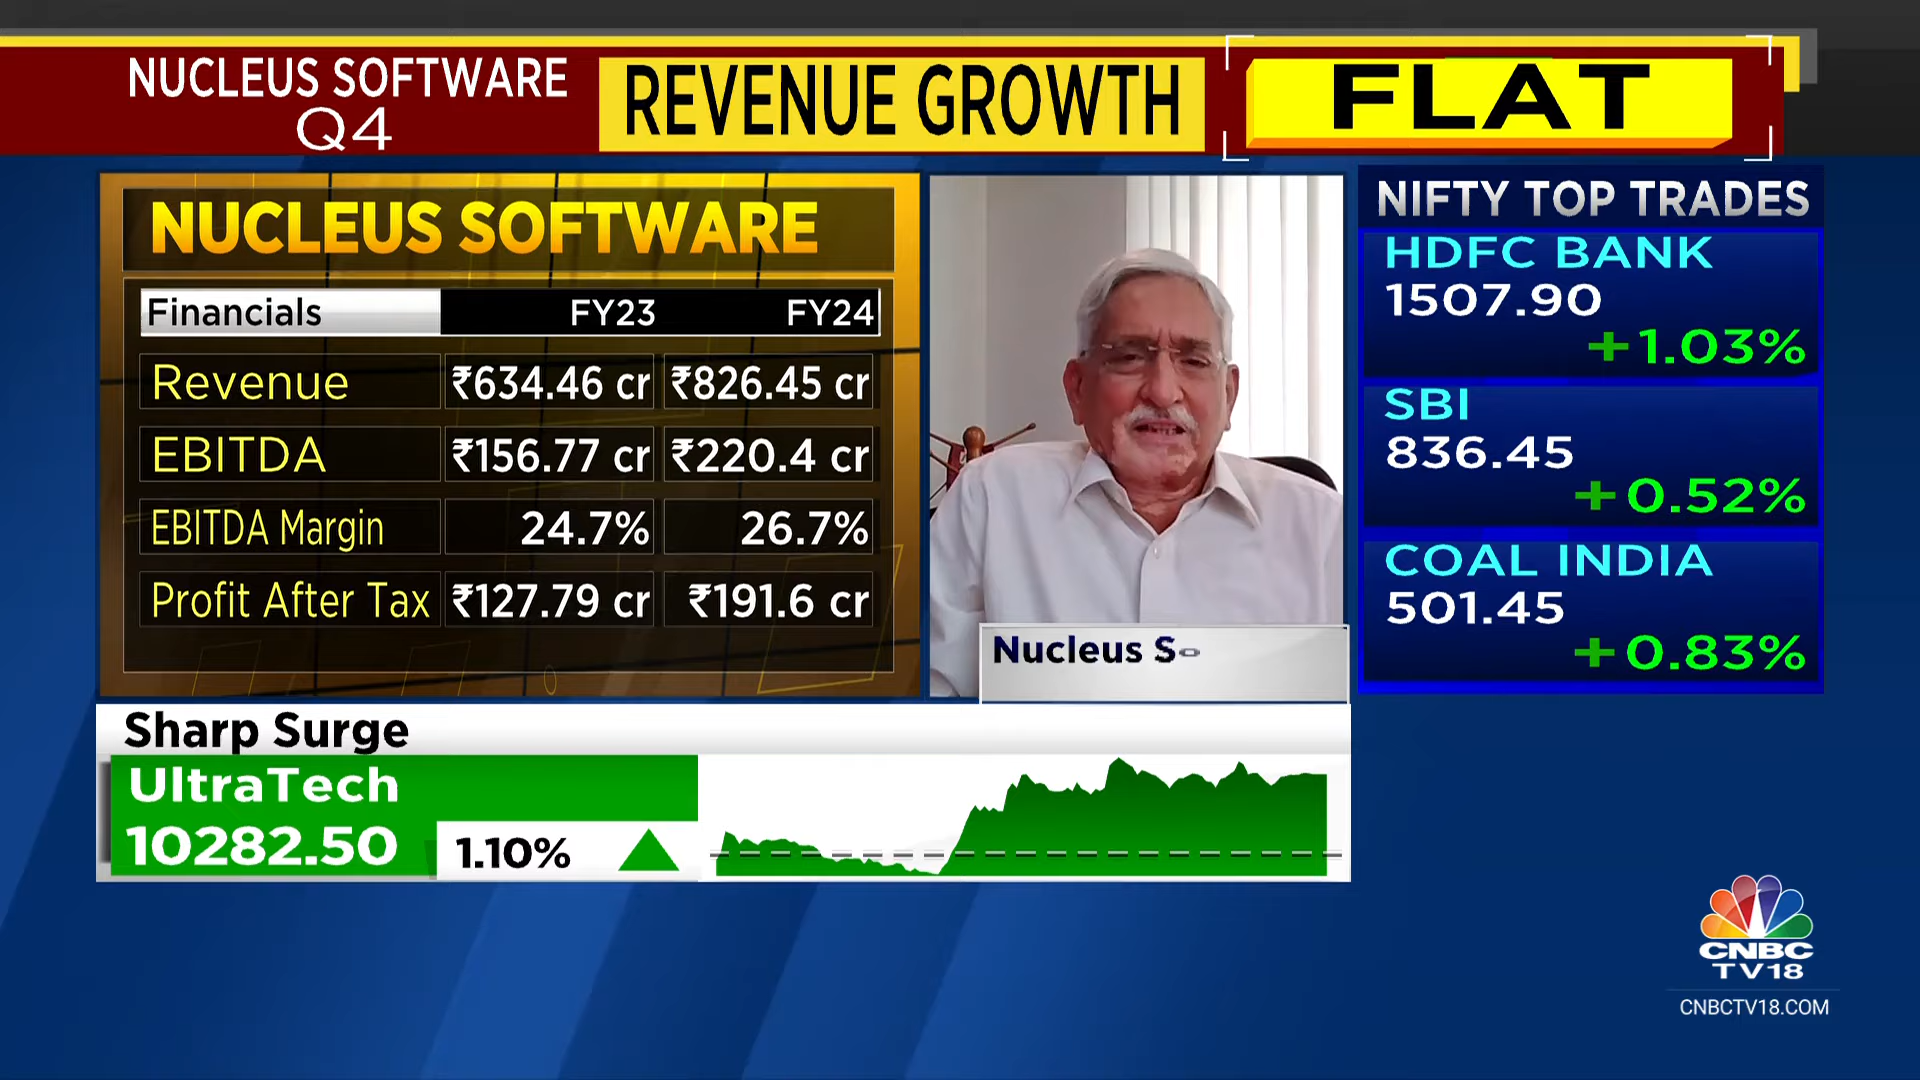 NUCLEUS SOFTWARE
Q4
REVENUE GROWTH
FLAT
NUCLEUS SOFTWARE
Financials FY23 FY24
Revenue ₹634.46 cr ₹826.45 cr
EBITDA ₹156.77 cr ₹220.4 cr
EBITDA Margin 24.7% 26.7%
Profit After Tax ₹127.79 cr ₹191.6 cr
Nucleus S
NIFTY TOP TRADES
HDFC BANK
1507.90
+1.03%
SBI
836.45
+0.52%
COAL INDIA
501.45
+0.83%
Sharp Surge
UltraTech
10282.50
1.10%
CNBC
TV18
CNBCTV18.COM